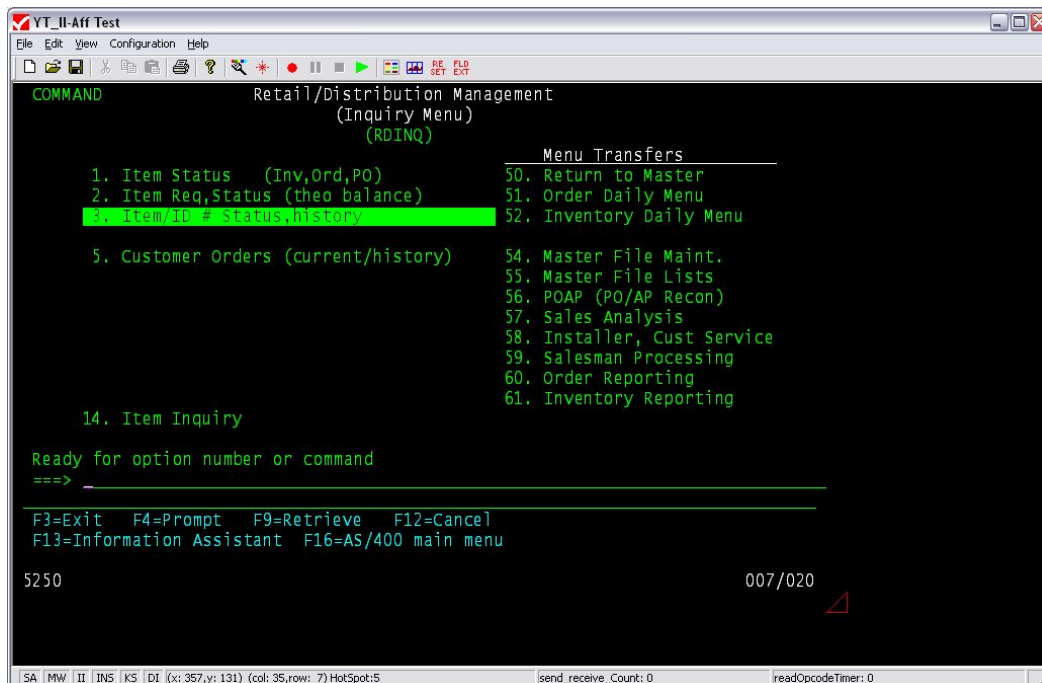 YT_II-Aff Test
File Edit View Configuration Help
RE SET FLD EXT
COMMAND Retail/Distribution Management
(Inquiry Menu)
(RDINQ)
Menu Transfers
1. Item Status (Inv,Ord,PO) 50. Return to Master
2. Item Req,Status (theo balance) 51. Order Daily Menu
3. Item/ID # Status,history 52. Inventory Daily Menu
5. Customer Orders (current/history) 54. Master File Maint.
55. Master File Lists
56. POAP (PO/AP Recon)
57. Sales Analysis
58. Installer, Cust Service
59. Salesman Processing
60. Order Reporting
61. Inventory Reporting
14. Item Inquiry
Ready for option number or command
===> _
F3=Exit F4=Prompt F9=Retrieve F12=Cancel
F13=Information Assistant F16=AS/400 main menu
5250 007/020
SA MW II INS KS DI (x: 357,y: 131) (col: 35,row: 7) HotSpot:5 send_receive_Count: 0 readOpcodeTimer: 0